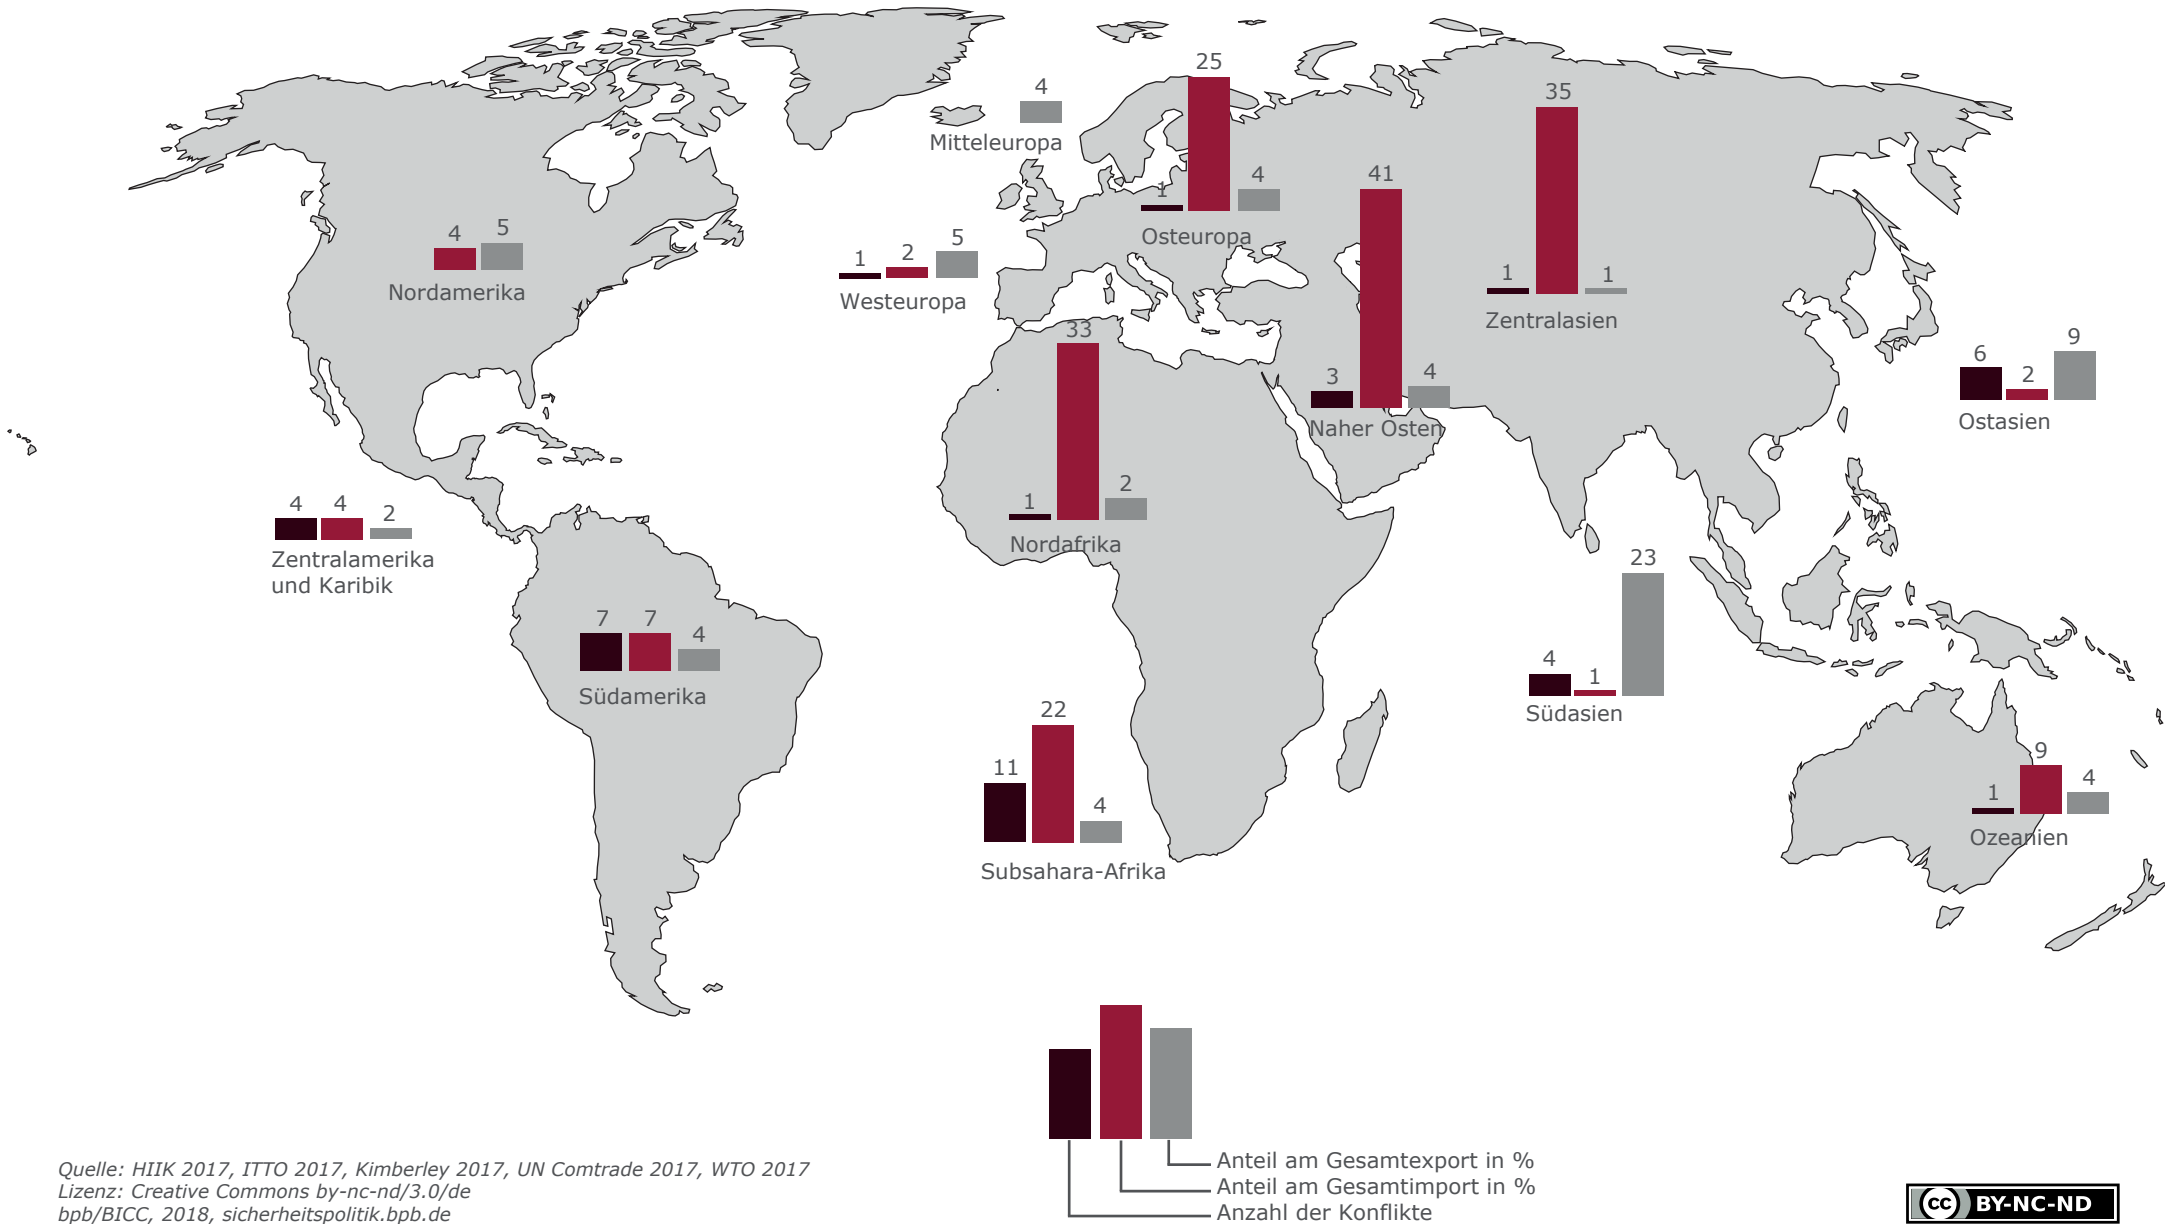 25
4
35
Mitteleuropa
41
1
4
4
5
Osteuropa
Nordamerika
1
2
5
Westeuropa
1
1
Zentralasien
33
3
4
Naher Osten
6
2
9
Ostasien
1
2
Nordafrika
4
4
2
Zentralamerika
und Karibik
23
4
1
Südasien
7
7
4
Südamerika
11
22
4
Subsahara-Afrika
1
9
4
Ozeanien
Anteil am Gesamtexport in %
Anteil am Gesamtimport in %
Anzahl der Konflikte
Quelle: HIIK 2017, ITTO 2017, Kimberley 2017, UN Comtrade 2017, WTO 2017
Lizenz: Creative Commons by-nc-nd/3.0/de
bpb/BICC, 2018, sicherheitspolitik.bpb.de
cc BY-NC-ND